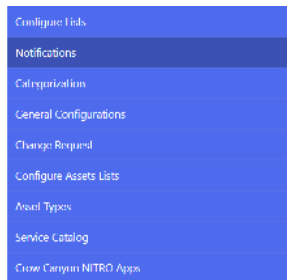 Configure Lists
Notifications
Categorization
General Configurations
Change Request
Configure Assets Lists
Asset Types
Service Catalog
Crow Canyon NITRO Apps